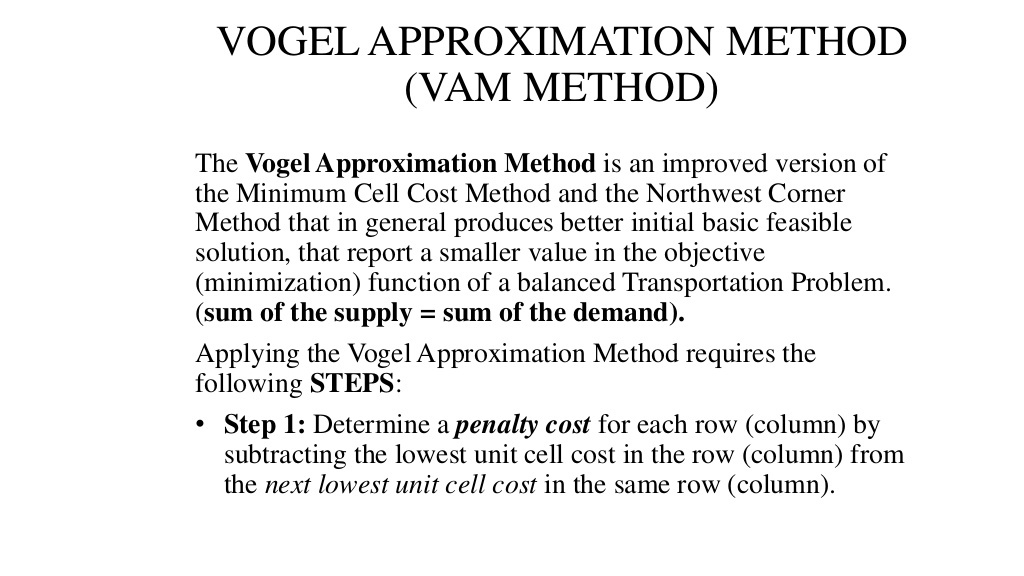 VOGEL APPROXIMATION METHOD
(VAM METHOD)
The Vogel Approximation Method is an improved version of
the Minimum Cell Cost Method and the Northwest Corner
Method that in general produces better initial basic feasible
solution, that report a smaller value in the objective
(minimization) function of a balanced Transportation Problem.
(sum of the supply = sum of the demand).
Applying the Vogel Approximation Method requires the
following STEPS:
• Step 1: Determine a penalty cost for each row (column) by
subtracting the lowest unit cell cost in the row (column) from
the next lowest unit cell cost in the same row (column).